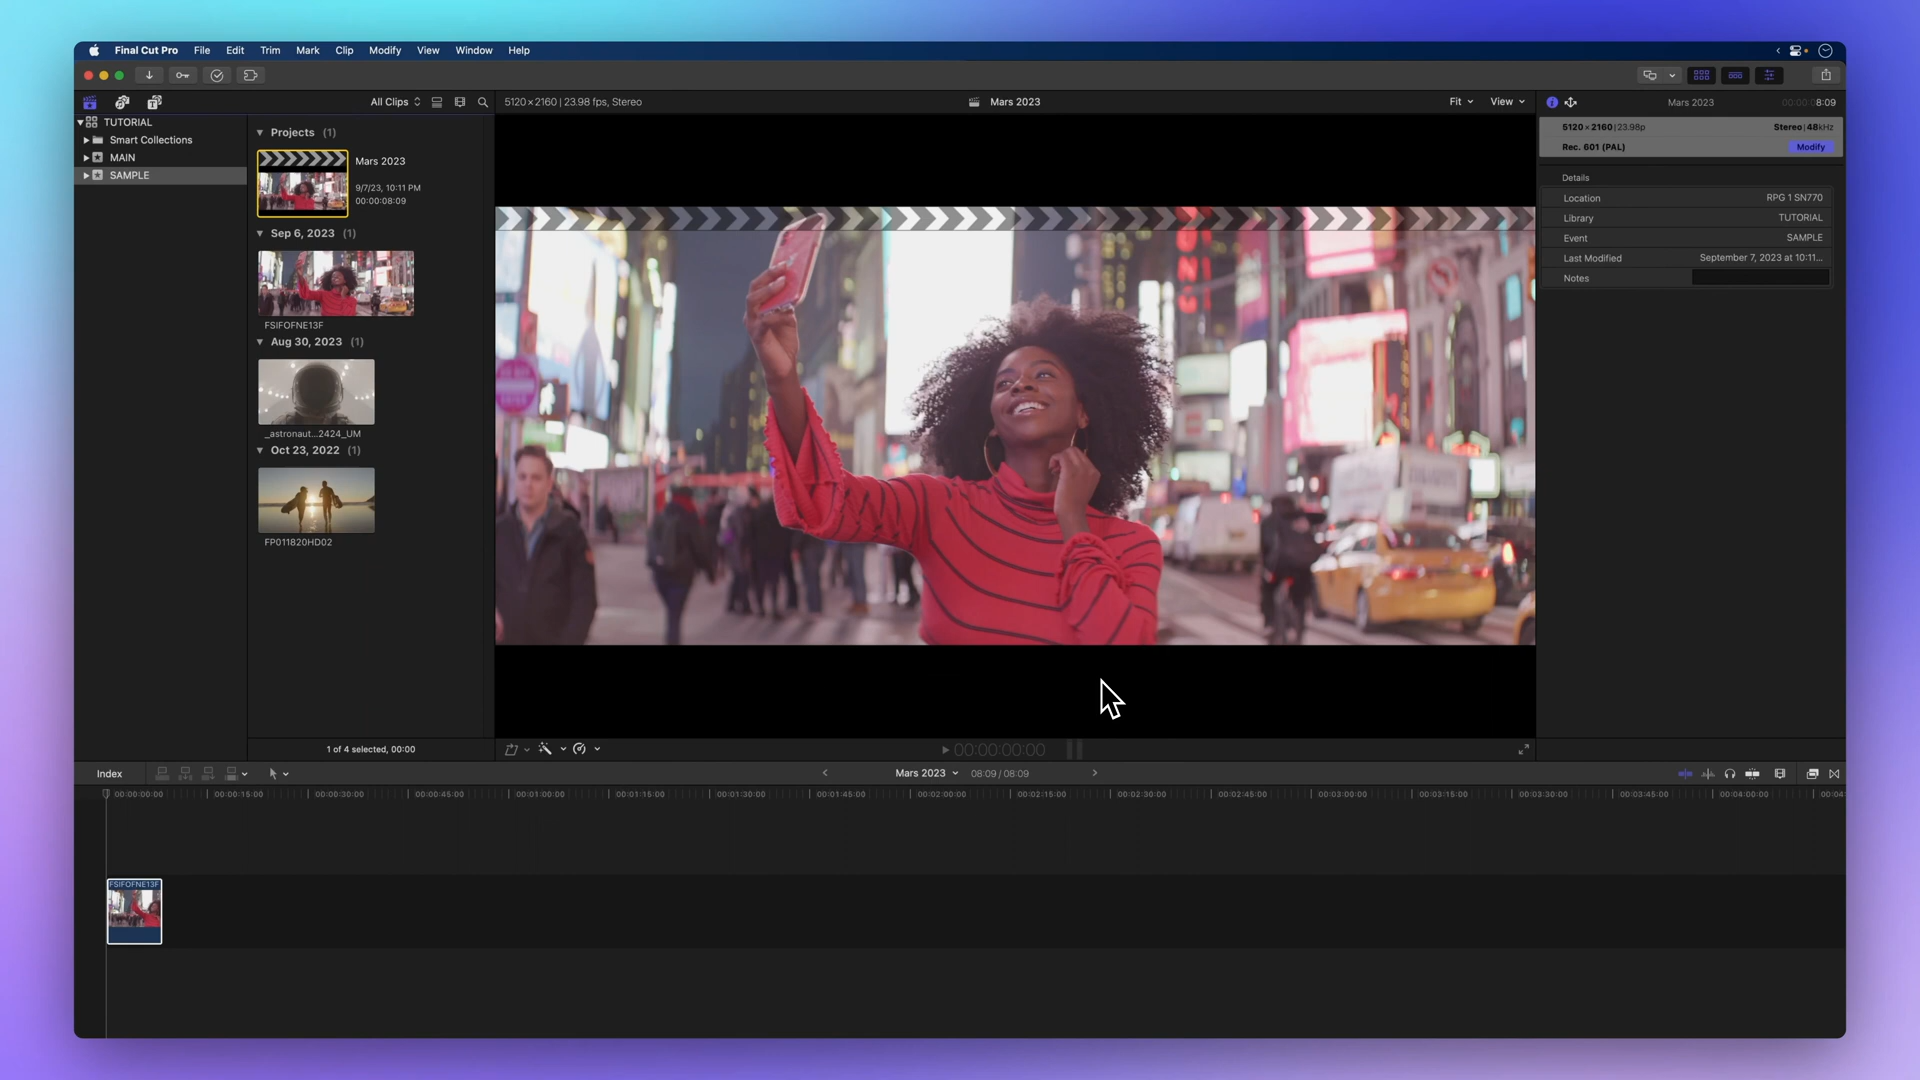 Final Cut Pro File Edit Trim Mark Clip Modify View Window Help
All Clips
5120×2160 | 23.98 fps, Stereo
Mars 2023
Fit
View
Mars 2023
8:09
TUTORIAL
Smart Collections
MAIN
SAMPLE
Projects (1)
Mars 2023
9/7/23, 10:11 PM
00:00:08:09
Sep 6, 2023 (1)
FSIFOFNE13F
Aug 30, 2023 (1)
_astronaut...2424_UM
Oct 23, 2022 (1)
FP011820HD02
1 of 4 selected, 00:00
5120 × 2160 | 23.98p
Stereo | 48kHz
Rec. 601 (PAL)
Modify
Details
Location RPG 1 SN770
Library TUTORIAL
Event SAMPLE
Last Modified September 7, 2023 at 10:11...
Notes
00:00:00:00
Index
Mars 2023
08:09 / 08:09
00:00:00:00 00:00:15:00 00:00:30:00 00:00:45:00 00:01:00:00 00:01:15:00 00:01:30:00 00:01:45:00 00:02:00:00 00:02:15:00 00:02:30:00 00:02:45:00 00:03:00:00 00:03:15:00 00:03:30:00 00:03:45:00 00:04:00:00
FSIFOFNE13F